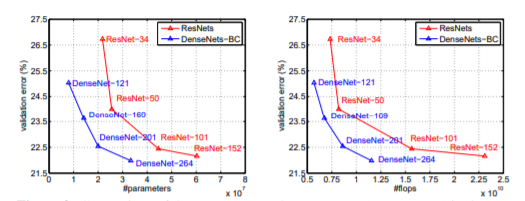 27.5
26.5
25.5
24.5
23.5
22.5
21.5
validation error (%)
ResNets
DenseNets-BC
ResNet-34
DenseNet-121
ResNet-50
DenseNet-169
DenseNet-201
ResNet-101
ResNet-152
DenseNet-264
0 1 2 3 4 5 6 7 8
#parameters
x 10^7
27.5
26.5
25.5
24.5
23.5
22.5
21.5
validation error (%)
ResNets
DenseNets-BC
ResNet-34
DenseNet-121
ResNet-50
DenseNet-169
DenseNet-201
ResNet-101
ResNet-152
DenseNet-264
0.5 0.75 1 1.25 1.5 1.75 2 2.25 2.5
#flops
x 10^10